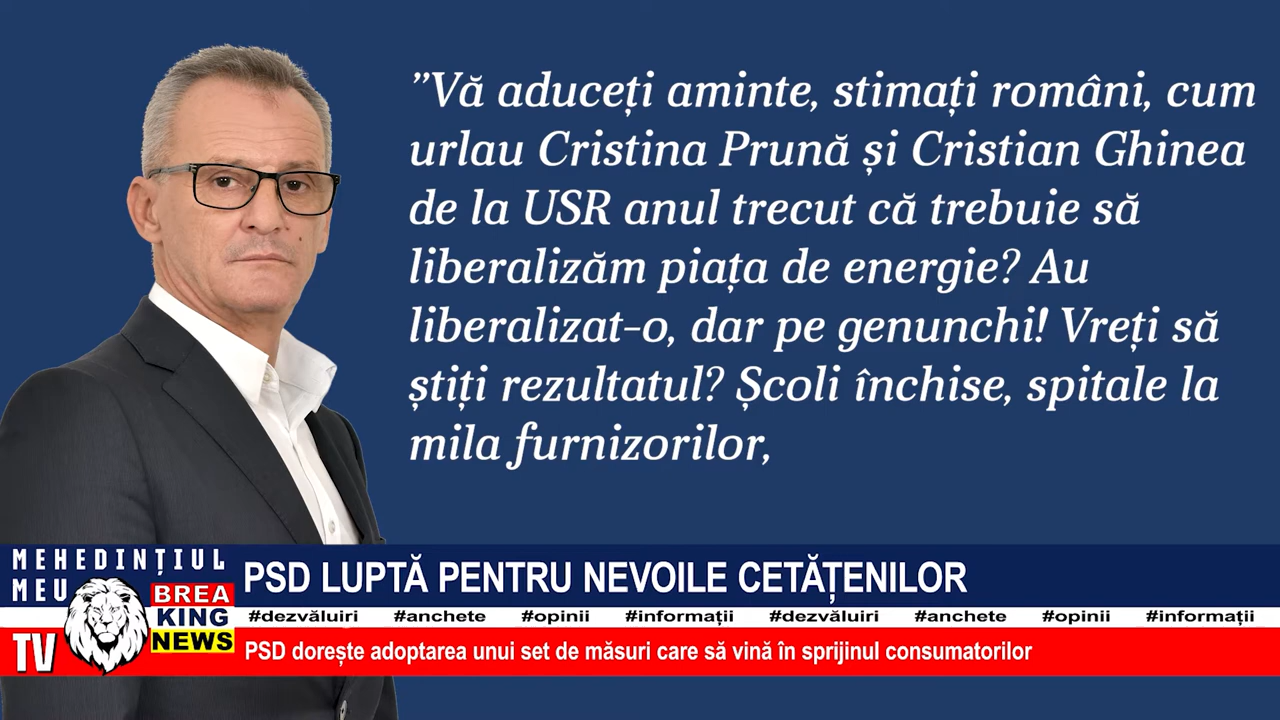 ”Vă aduceți aminte, stimați români, cum
urlau Cristina Prună și Cristian Ghinea
de la USR anul trecut că trebuie să
liberalizăm piața de energie? Au
liberalizat-o, dar pe genunchi! Vreți să
știți rezultatul? Școli închise, spitale la
mila furnizorilor,
MEHEDINȚIUL
MEU
TV
BREA
KING
NEWS
PSD LUPTĂ PENTRU NEVOILE CETĂȚENILOR
#dezvăluiri #anchete #opinii #informații #dezvăluiri #anchete #opinii #informații
PSD dorește adoptarea unui set de măsuri care să vină în sprijinul consumatorilor